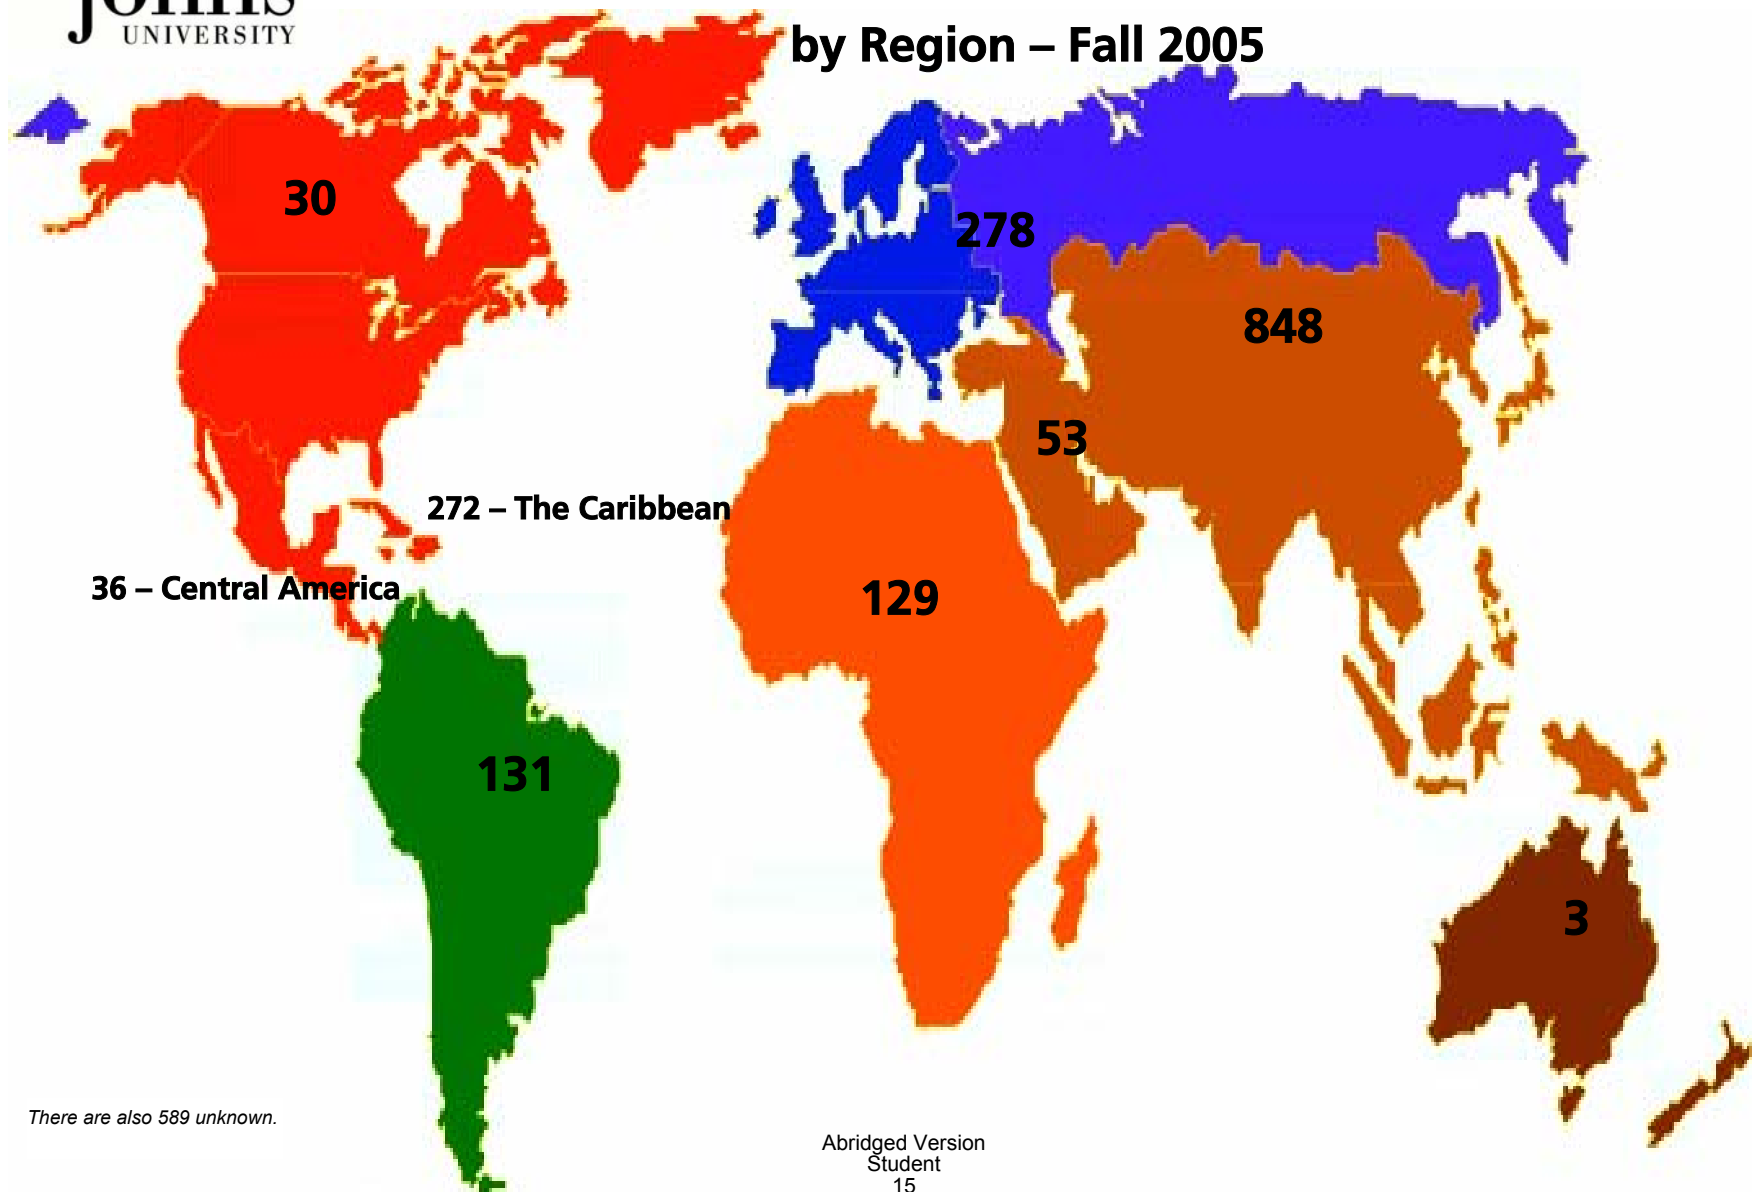 UNIVERSITY
by Region – Fall 2005
30
278
848
53
272 – The Caribbean
36 – Central America
129
131
3
There are also 589 unknown.
Abridged Version
Student
15